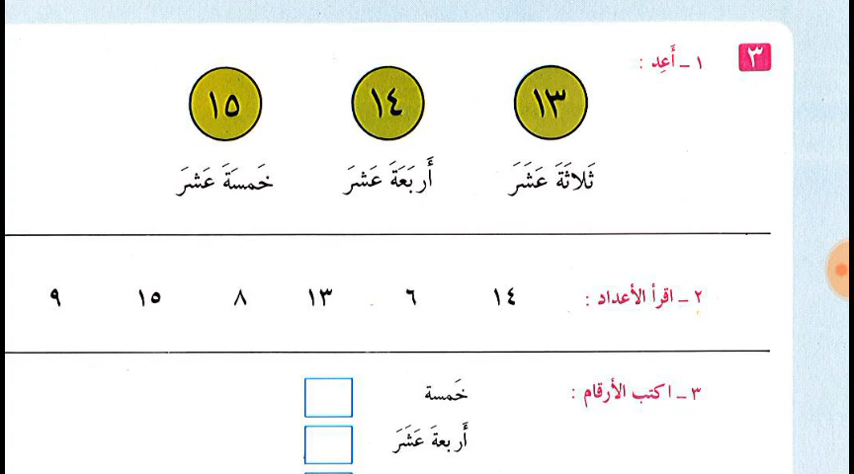 ٣
١ - أَعِد :
١٣ ١٤ ١٥
ثَلاثَةَ عَشَرَ أَربَعَةَ عَشَرَ خَمسَةَ عَشَرَ
٢ - اقرأ الأعداد : ١٤ ٦ ١٣ ٨ ١٥ ٩
٣ - اكتب الأرقام : خَمسة
أَربعةَ عَشَرَ